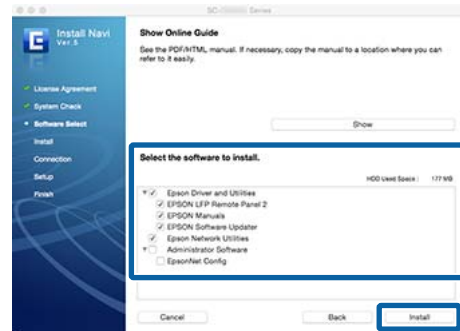 SC- Series
Install Navi
Ver.5
License Agreement
System Check
Software Select
Install
Connection
Setup
Finish
Show Online Guide
See the PDF/HTML manual. If necessary, copy the manual to a location where you can
refer to it easily.
Show
Select the software to install.
HDD Used Space : 177 MB
Epson Driver and Utilities
EPSON LFP Remote Panel 2
EPSON Manuals
EPSON Software Updater
Epson Network Utilities
Administrator Software
EpsonNet Config
Cancel
Back
Install